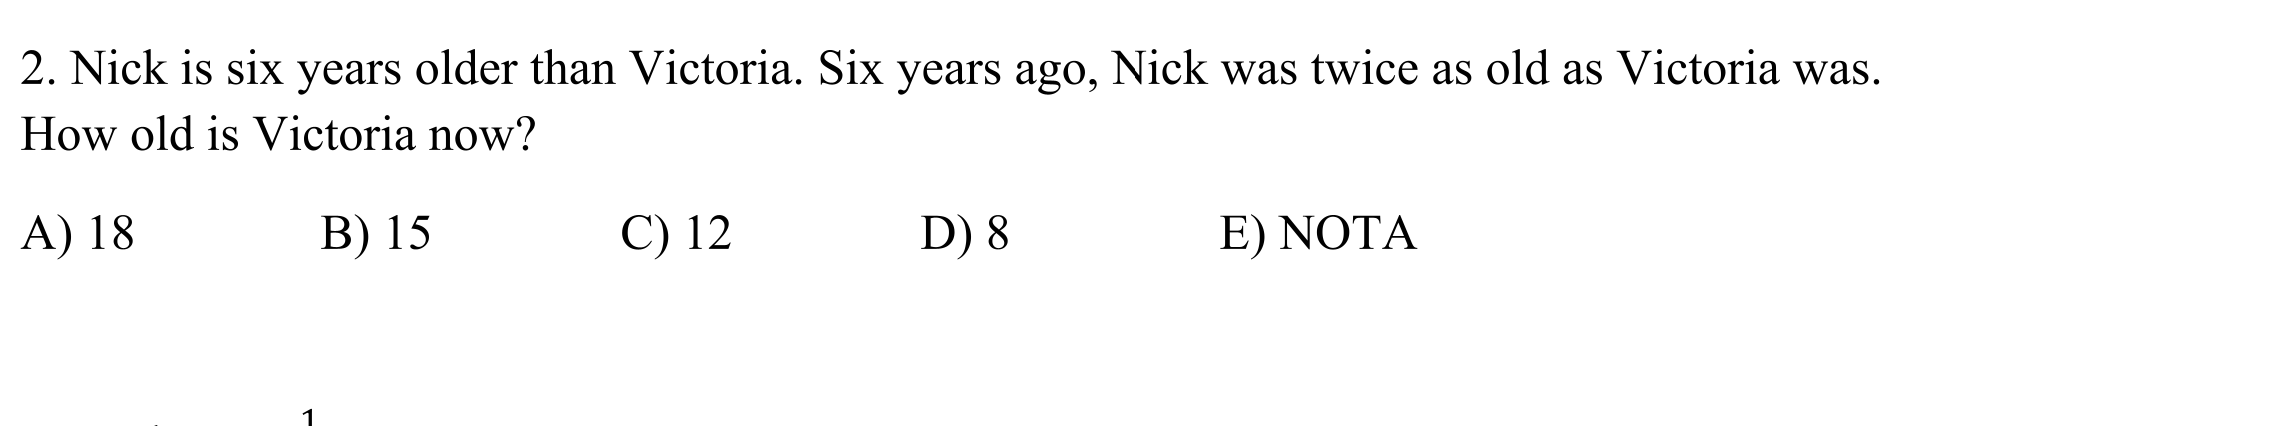 2. Nick is six years older than Victoria. Six years ago, Nick was twice as old as Victoria was.
How old is Victoria now?
A) 18 B) 15 C) 12 D) 8 E) NOTA
1